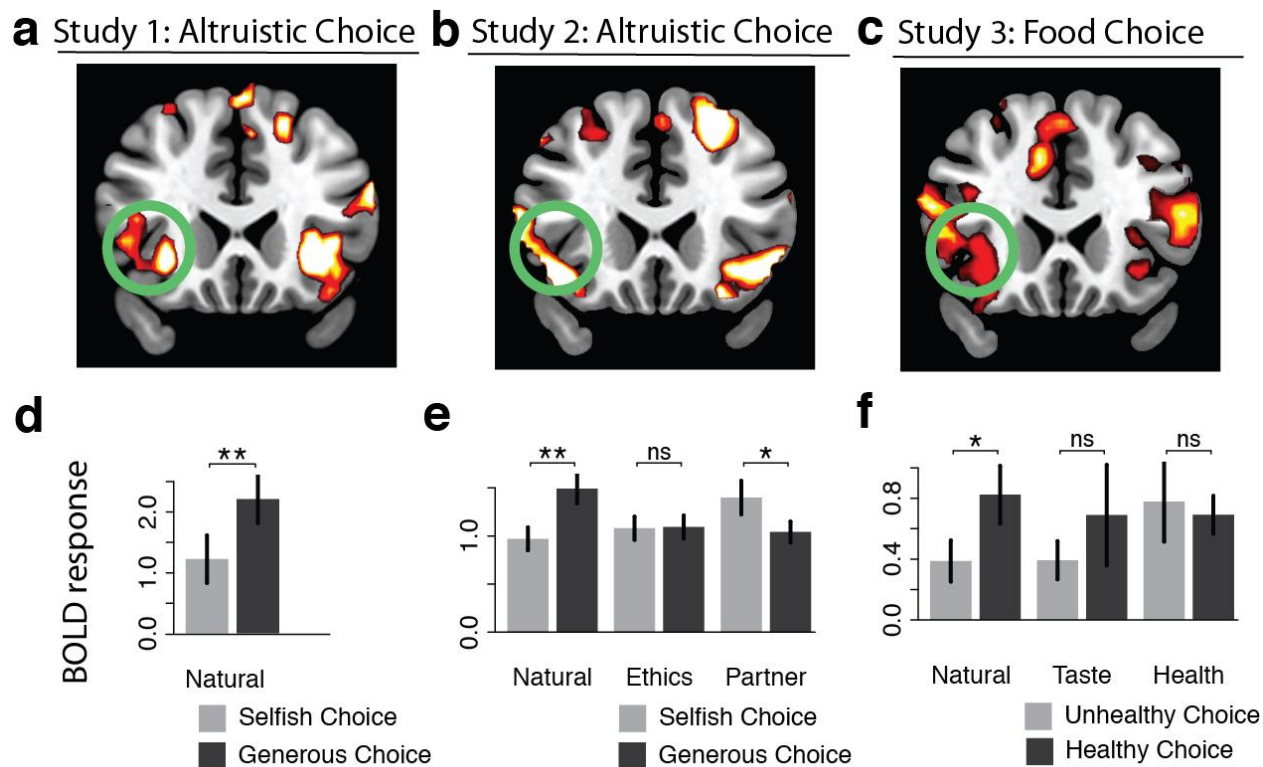 a Study 1: Altruistic Choice
b Study 2: Altruistic Choice
c Study 3: Food Choice
d
e
f
BOLD response
**
2.0
1.0
0.0
Natural
Selfish Choice
Generous Choice
**
ns
*
1.0
0.0
Natural Ethics Partner
Selfish Choice
Generous Choice
*
ns
ns
0.8
0.4
0.0
Natural Taste Health
Unhealthy Choice
Healthy Choice